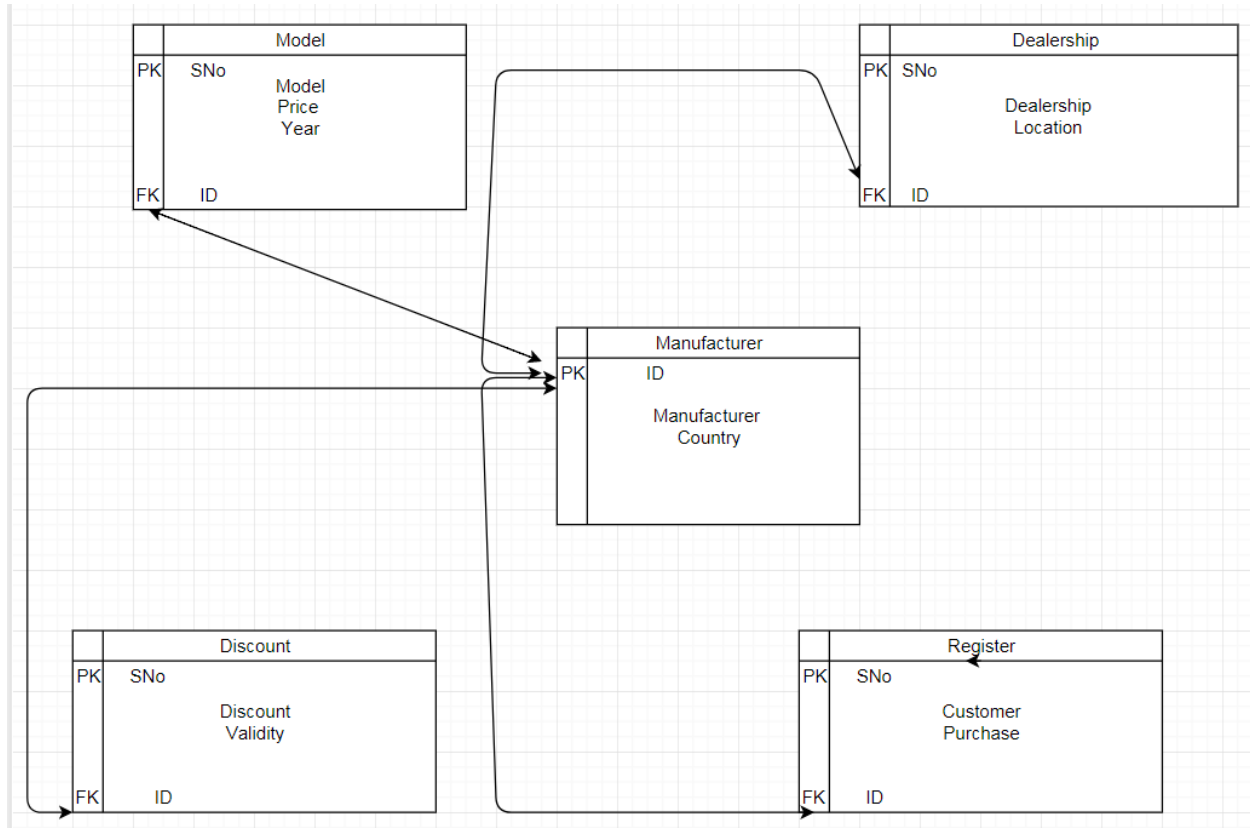 Model
PK SNo
Model
Price
Year
FK ID
Dealership
PK SNo
Dealership
Location
FK ID
Manufacturer
PK ID
Manufacturer
Country
Discount
PK SNo
Discount
Validity
FK ID
Register
PK SNo
Customer
Purchase
FK ID